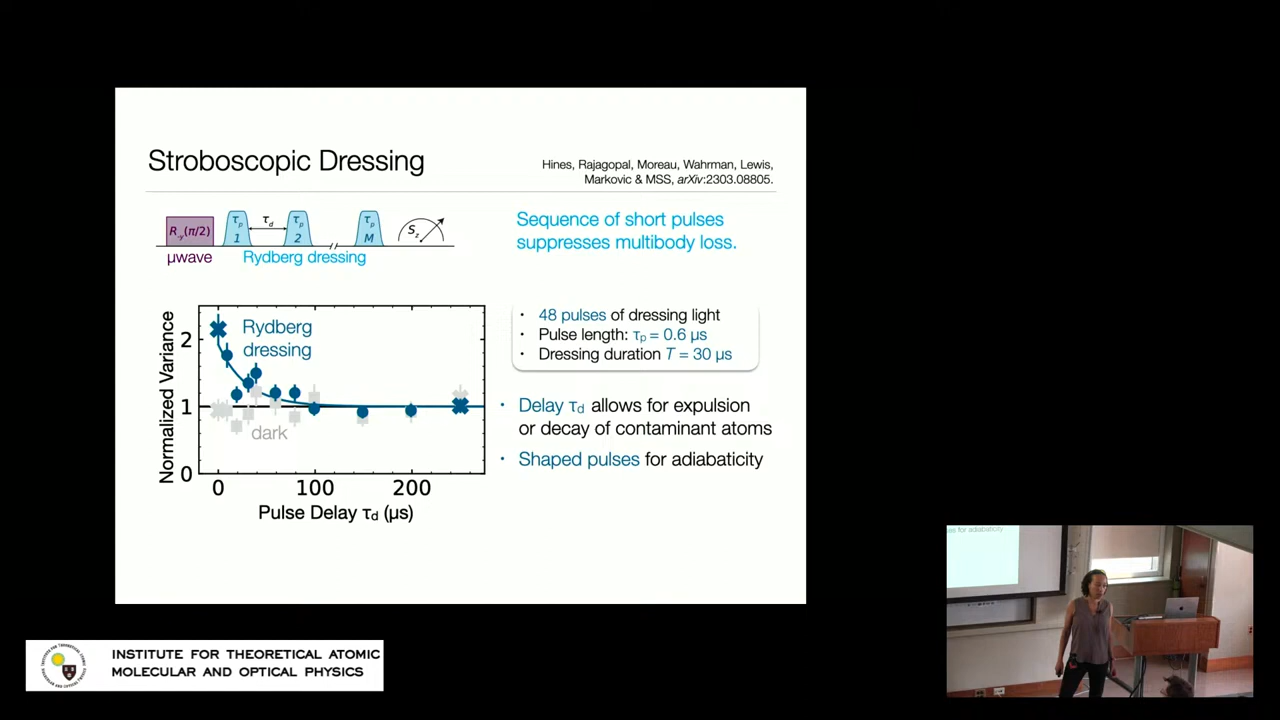 Stroboscopic Dressing
Hines, Rajagopal, Moreau, Wahrman, Lewis,
Markovic & MSS, arXiv:2303.08805.
R-y(π/2)
τp
1
τd
τp
2
τp
M
Sz
μwave
Rydberg dressing
Sequence of short pulses
suppresses multibody loss.
Normalized Variance
2
1
0
Rydberg
dressing
dark
0
100
200
Pulse Delay τd (μs)
• 48 pulses of dressing light
• Pulse length: τp = 0.6 μs
• Dressing duration T = 30 μs
• Delay τd allows for expulsion
or decay of contaminant atoms
• Shaped pulses for adiabaticity
es for adiabaticity
INSTITUTE FOR THEORETICAL ATOMIC
MOLECULAR AND OPTICAL PHYSICS